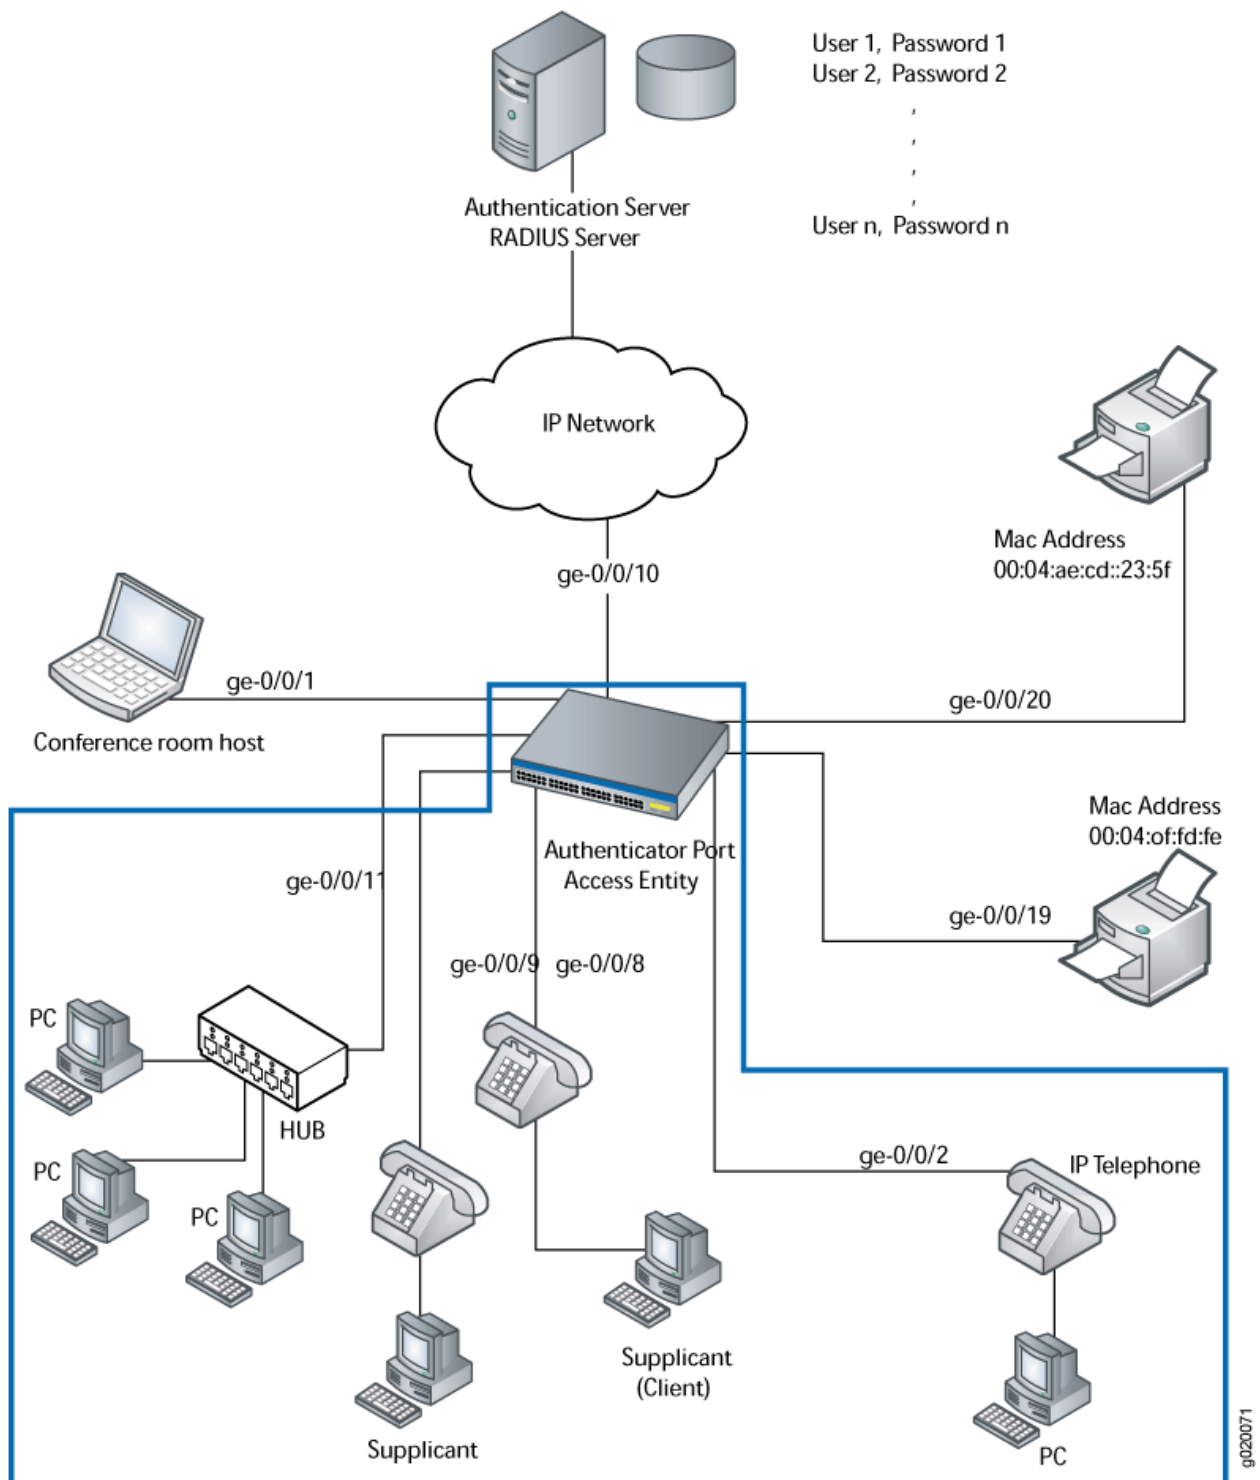 User 1, Password 1
User 2, Password 2
,
,
,
,
User n, Password n
Authentication Server
RADIUS Server
IP Network
Mac Address
00:04:ae:cd::23:5f
ge-0/0/10
ge-0/0/1
ge-0/0/20
Conference room host
Mac Address
00:04:of:fd:fe
Authenticator Port
Access Entity
ge-0/0/11
ge-0/0/19
ge-0/0/9
ge-0/0/8
PC
HUB
ge-0/0/2
IP Telephone
PC
PC
Supplicant
(Client)
Supplicant
PC
g020071